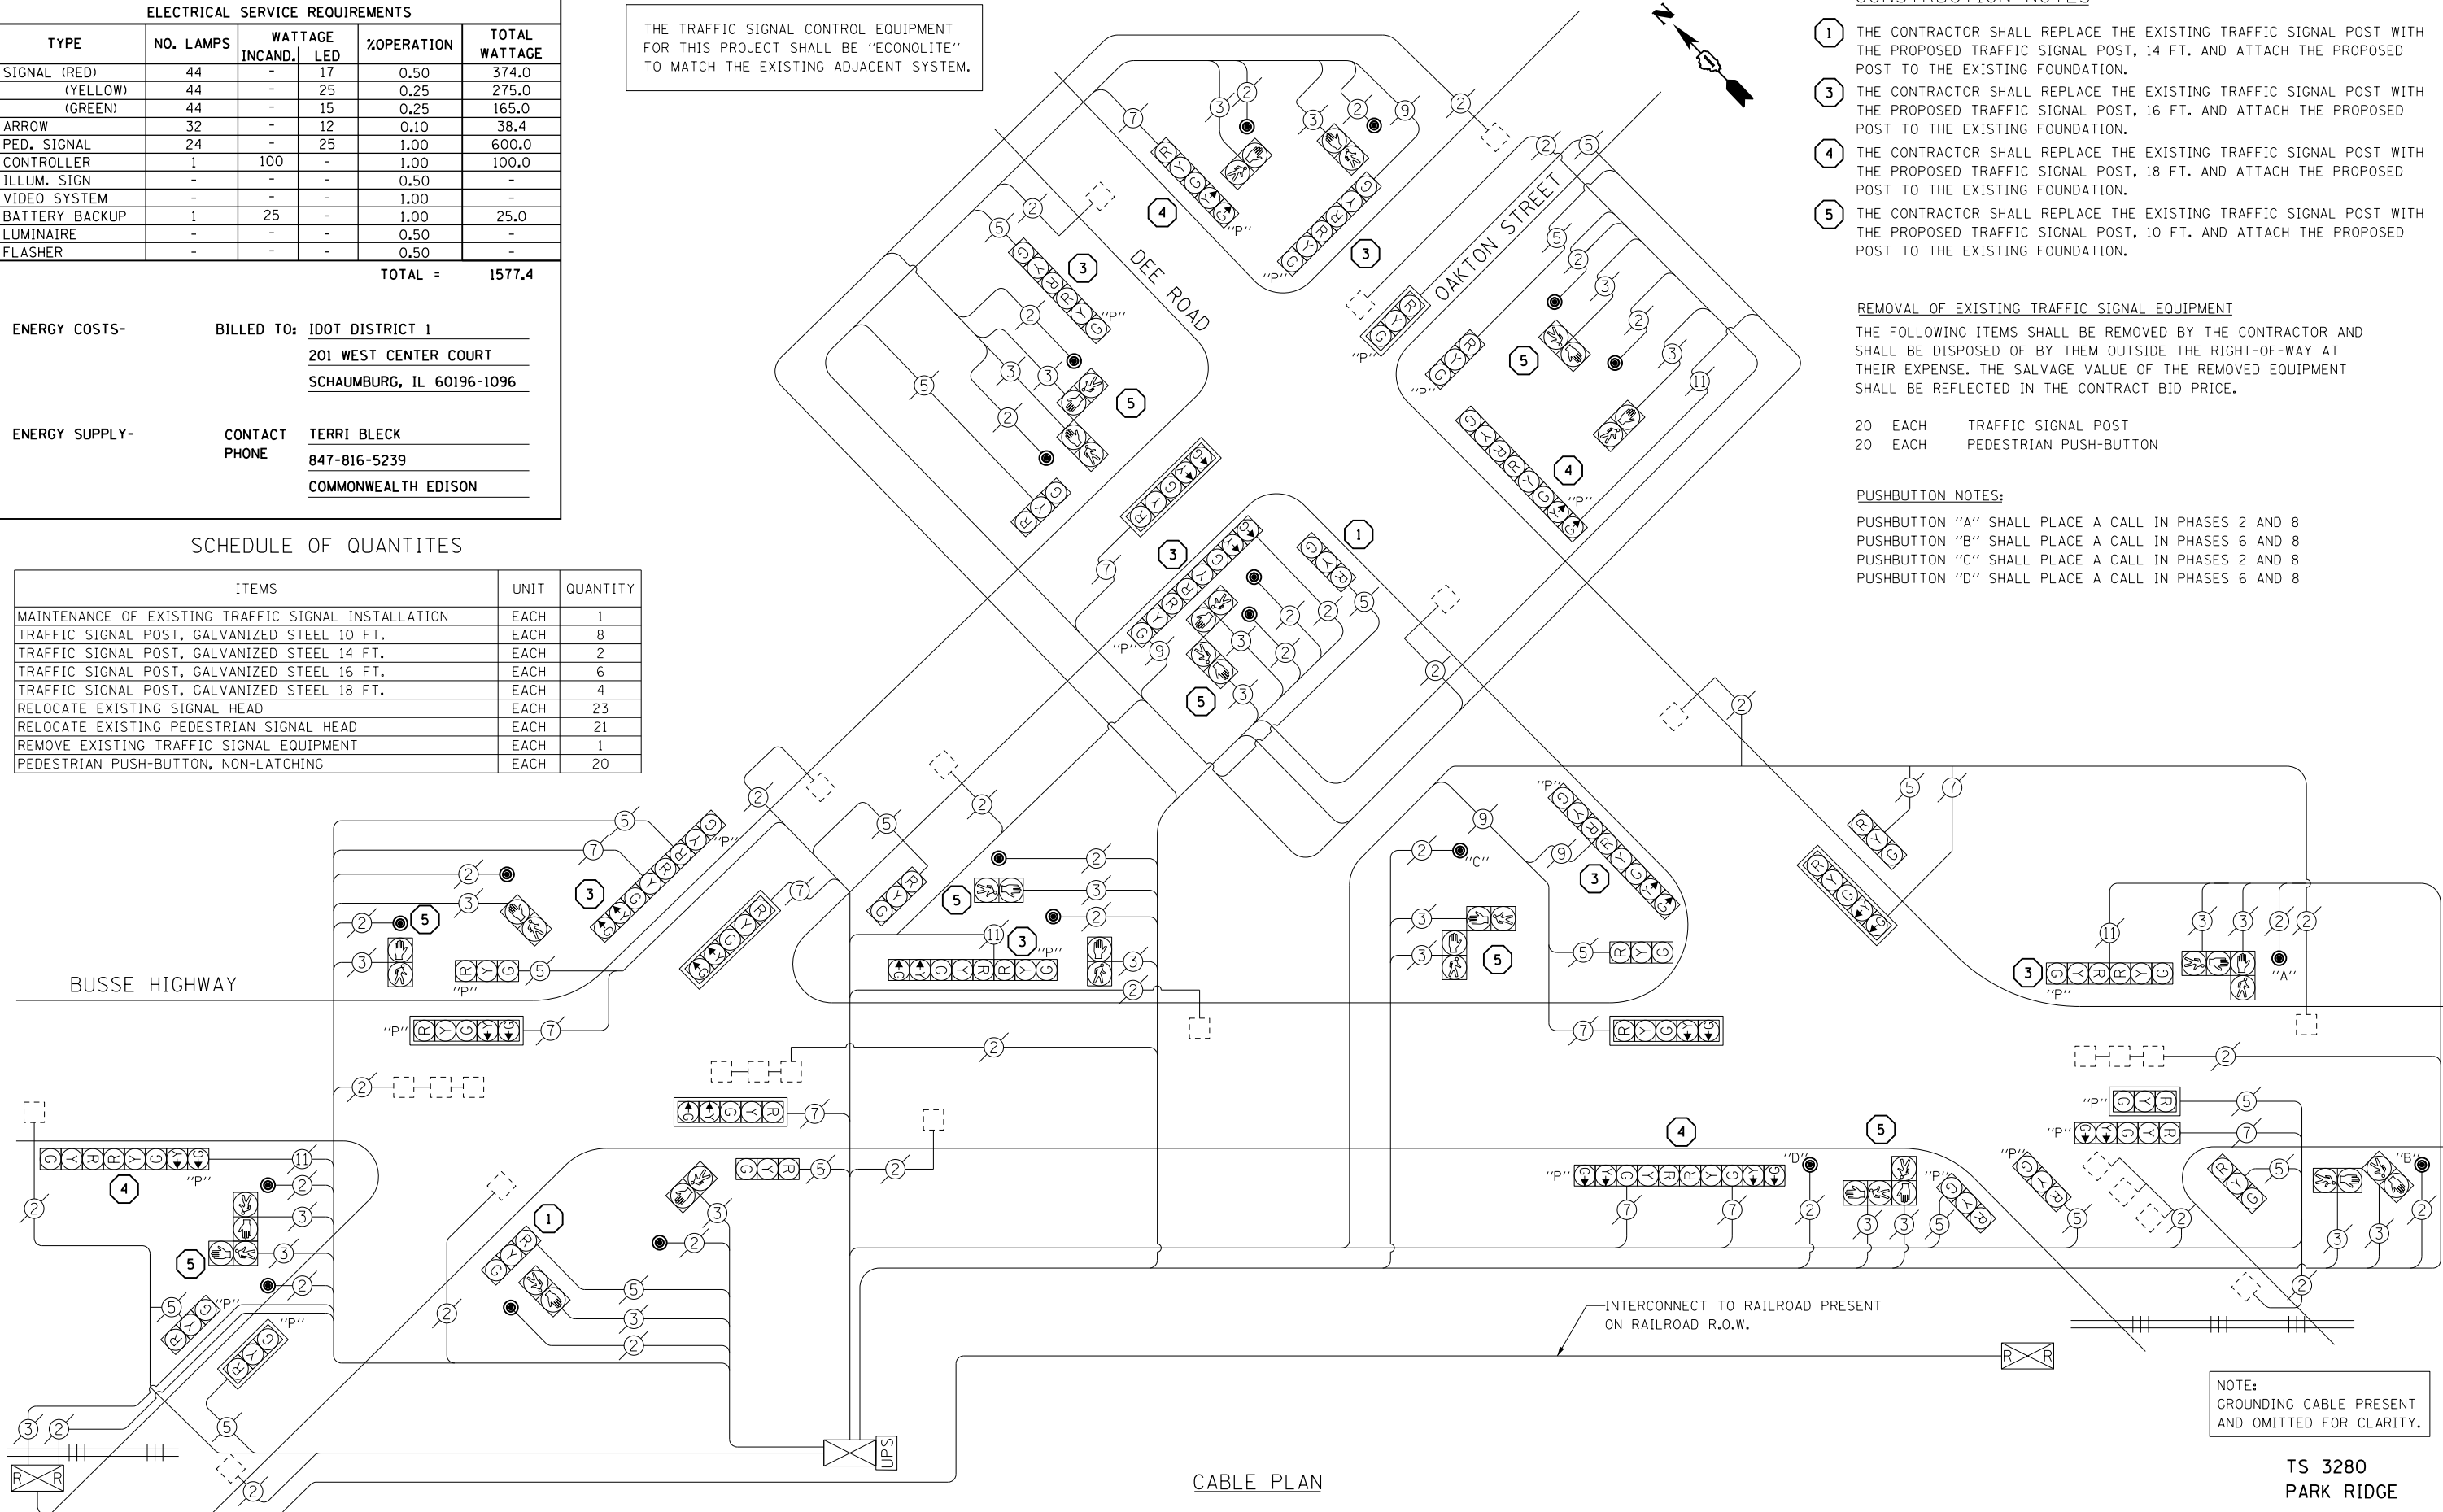 ELECTRICAL SERVICE REQUIREMENTS
TYPE NO. LAMPS WATTAGE %OPERATION TOTAL WATTAGE
INCAND. LED
SIGNAL (RED) 44 - 17 0.50 374.0
(YELLOW) 44 - 25 0.25 275.0
(GREEN) 44 - 15 0.25 165.0
ARROW 32 - 12 0.10 38.4
PED. SIGNAL 24 - 25 1.00 600.0
CONTROLLER 1 100 - 1.00 100.0
ILLUM. SIGN - - - 0.50 -
VIDEO SYSTEM - - - 1.00 -
BATTERY BACKUP 1 25 - 1.00 25.0
LUMINAIRE - - - 0.50 -
FLASHER - - - 0.50 -
TOTAL = 1577.4
ENERGY COSTS- BILLED TO: IDOT DISTRICT 1
201 WEST CENTER COURT
SCHAUMBURG, IL 60196-1096
ENERGY SUPPLY- CONTACT TERRI BLECK
PHONE 847-816-5239
COMMONWEALTH EDISON
SCHEDULE OF QUANTITES
ITEMS UNIT QUANTITY
MAINTENANCE OF EXISTING TRAFFIC SIGNAL INSTALLATION EACH 1
TRAFFIC SIGNAL POST, GALVANIZED STEEL 10 FT. EACH 8
TRAFFIC SIGNAL POST, GALVANIZED STEEL 14 FT. EACH 2
TRAFFIC SIGNAL POST, GALVANIZED STEEL 16 FT. EACH 6
TRAFFIC SIGNAL POST, GALVANIZED STEEL 18 FT. EACH 4
RELOCATE EXISTING SIGNAL HEAD EACH 23
RELOCATE EXISTING PEDESTRIAN SIGNAL HEAD EACH 21
REMOVE EXISTING TRAFFIC SIGNAL EQUIPMENT EACH 1
PEDESTRIAN PUSH-BUTTON, NON-LATCHING EACH 20
THE TRAFFIC SIGNAL CONTROL EQUIPMENT
FOR THIS PROJECT SHALL BE "ECONOLITE"
TO MATCH THE EXISTING ADJACENT SYSTEM.
N
CONSTRUCTION NOTES
1 THE CONTRACTOR SHALL REPLACE THE EXISTING TRAFFIC SIGNAL POST WITH
THE PROPOSED TRAFFIC SIGNAL POST, 14 FT. AND ATTACH THE PROPOSED
POST TO THE EXISTING FOUNDATION.
3 THE CONTRACTOR SHALL REPLACE THE EXISTING TRAFFIC SIGNAL POST WITH
THE PROPOSED TRAFFIC SIGNAL POST, 16 FT. AND ATTACH THE PROPOSED
POST TO THE EXISTING FOUNDATION.
4 THE CONTRACTOR SHALL REPLACE THE EXISTING TRAFFIC SIGNAL POST WITH
THE PROPOSED TRAFFIC SIGNAL POST, 18 FT. AND ATTACH THE PROPOSED
POST TO THE EXISTING FOUNDATION.
5 THE CONTRACTOR SHALL REPLACE THE EXISTING TRAFFIC SIGNAL POST WITH
THE PROPOSED TRAFFIC SIGNAL POST, 10 FT. AND ATTACH THE PROPOSED
POST TO THE EXISTING FOUNDATION.
REMOVAL OF EXISTING TRAFFIC SIGNAL EQUIPMENT
THE FOLLOWING ITEMS SHALL BE REMOVED BY THE CONTRACTOR AND
SHALL BE DISPOSED OF BY THEM OUTSIDE THE RIGHT-OF-WAY AT
THEIR EXPENSE. THE SALVAGE VALUE OF THE REMOVED EQUIPMENT
SHALL BE REFLECTED IN THE CONTRACT BID PRICE.
20 EACH TRAFFIC SIGNAL POST
20 EACH PEDESTRIAN PUSH-BUTTON
PUSHBUTTON NOTES:
PUSHBUTTON "A" SHALL PLACE A CALL IN PHASES 2 AND 8
PUSHBUTTON "B" SHALL PLACE A CALL IN PHASES 6 AND 8
PUSHBUTTON "C" SHALL PLACE A CALL IN PHASES 2 AND 8
PUSHBUTTON "D" SHALL PLACE A CALL IN PHASES 6 AND 8
DEE ROAD
OAKTON STREET
BUSSE HIGHWAY
"C"
"A"
"D"
"B"
INTERCONNECT TO RAILROAD PRESENT
ON RAILROAD R.O.W.
R R
R R
UPS
CABLE PLAN
NOTE:
GROUNDING CABLE PRESENT
AND OMITTED FOR CLARITY.
TS 3280
PARK RIDGE